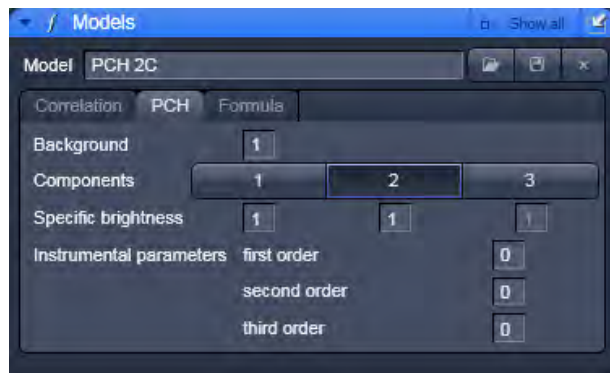 f Models Show all
Model PCH 2C
Correlation PCH Formula
Background 1
Components 1 2 3
Specific brightness 1 1 1
Instrumental parameters first order 0
second order 0
third order 0